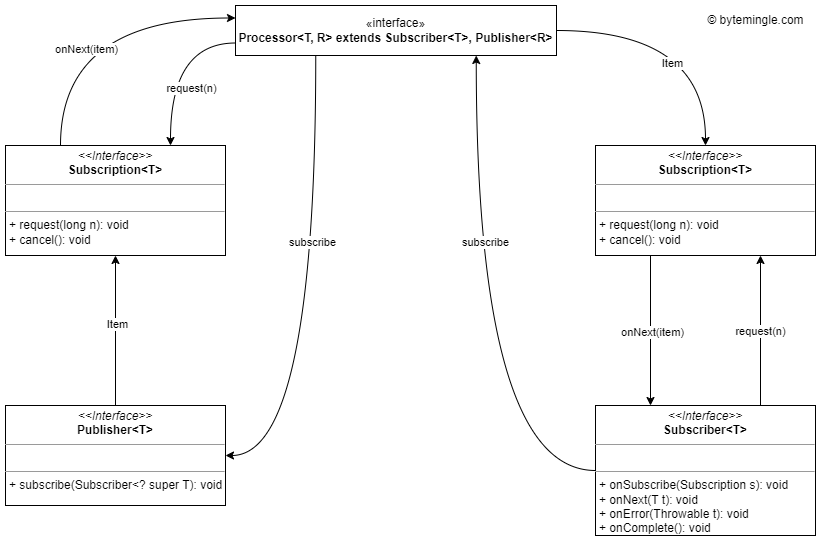 «interface»
Processor<T, R> extends Subscriber<T>, Publisher<R>
© bytemingle.com
onNext(item)
request(n)
Item
<<Interface>>
Subscription<T>
+ request(long n): void
+ cancel(): void
<<Interface>>
Subscription<T>
+ request(long n): void
+ cancel(): void
subscribe
subscribe
Item
onNext(item)
request(n)
<<Interface>>
Publisher<T>
+ subscribe(Subscriber<? super T): void
<<Interface>>
Subscriber<T>
+ onSubscribe(Subscription s): void
+ onNext(T t): void
+ onError(Throwable t): void
+ onComplete(): void